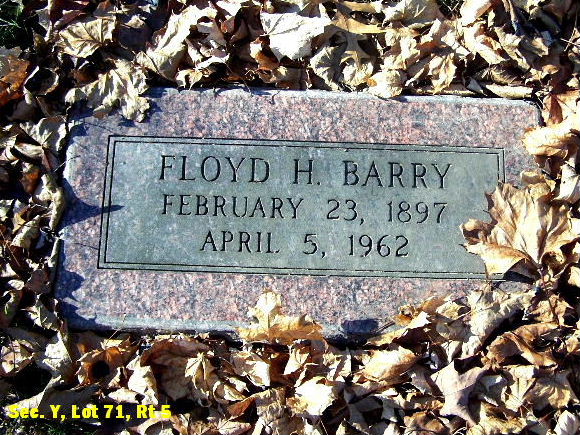 FLOYD H. BARRY
FEBRUARY 23, 1897
APRIL 5, 1962
Sec. Y, Lot 71, Rt 5